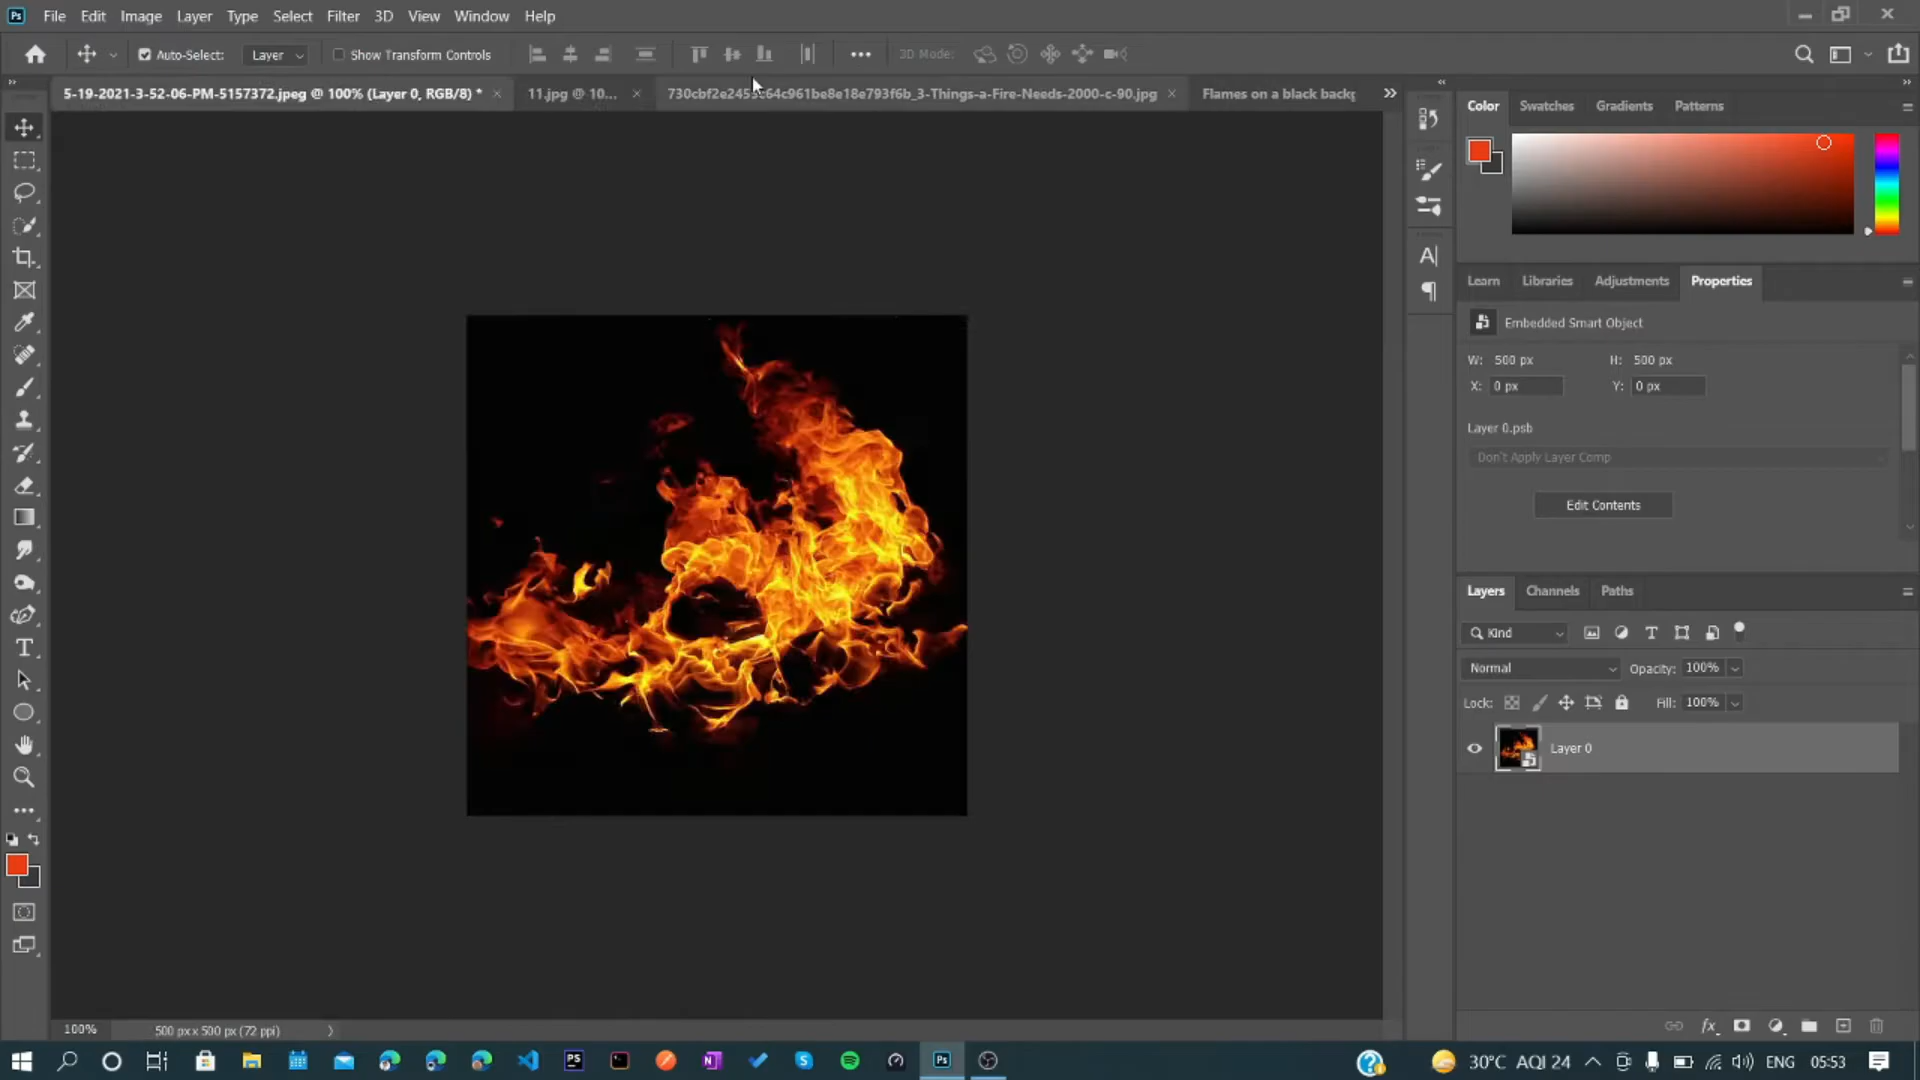 Ps File Edit Image Layer Type Select Filter 3D View Window Help
Auto-Select: Layer Show Transform Controls 3D Mode:
5-19-2021-3-52-06-PM-5157372.jpeg @ 100% (Layer 0, RGB/8) * 11.jpg @ 10... Flames on a black backg
Color Swatches Gradients Patterns
Learn Libraries Adjustments Properties
Embedded Smart Object
W: 500 px H: 500 px
X: 0 px Y: 0 px
Layer 0.psb
Don't Apply Layer Comp
Edit Contents
Layers Channels Paths
Kind
Normal Opacity: 100%
Lock: Fill: 100%
Layer 0
100% 500 px x 500 px (72 ppi)
30°C AQI 24 ENG 05:53